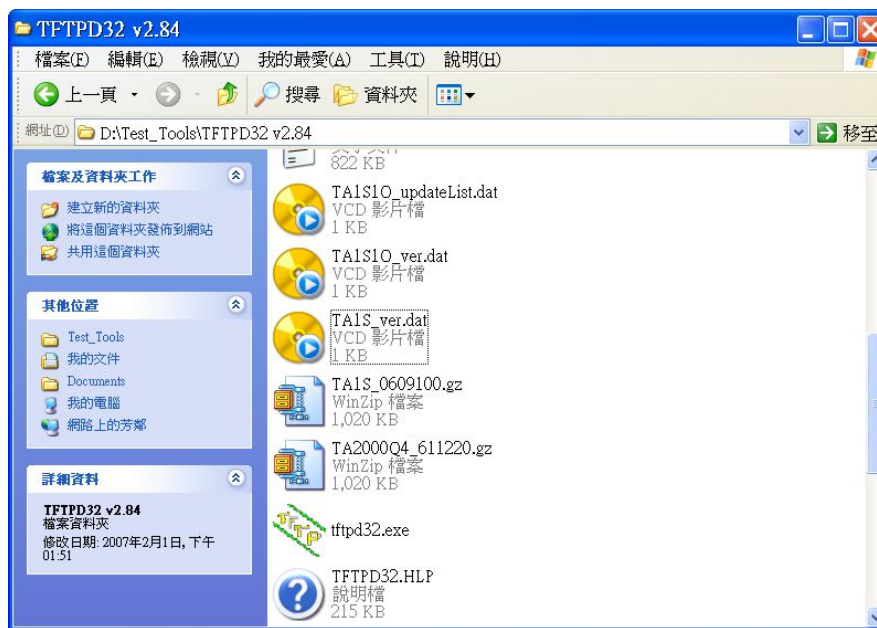 TFTPD32 v2.84
檔案(F) 編輯(E) 檢視(V) 我的最愛(A) 工具(T) 說明(H)
上一頁 搜尋 資料夾
網址(D) D:\Test_Tools\TFTPD32 v2.84 移至
檔案及資料夾工作
建立新的資料夾
將這個資料夾發佈到網站
共用這個資料夾
其他位置
Test_Tools
我的文件
Documents
我的電腦
網路上的芳鄰
詳細資料
TFTPD32 v2.84
檔案資料夾
修改日期: 2007年2月1日, 下午
01:51
822 KB
TA1S1O_updateList.dat
VCD 影片檔
1 KB
TA1S1O_ver.dat
VCD 影片檔
1 KB
TA1S_ver.dat
VCD 影片檔
1 KB
TA1S_0609100.gz
WinZip 檔案
1,020 KB
TA2000Q4_611220.gz
WinZip 檔案
1,020 KB
TFTP
tftpd32.exe
TFTPD32.HLP
說明檔
215 KB